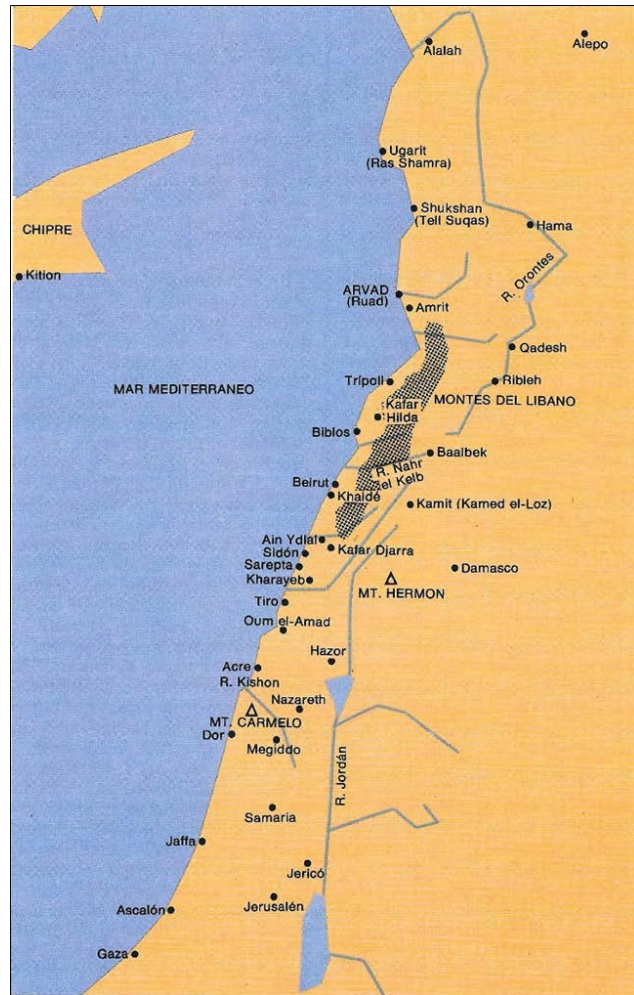 Alalah
Alepo
Ugarit
(Ras Shamra)
Shukshan
(Tell Suqas)
CHIPRE
Hama
Kition
R. Orontes
ARVAD
(Ruad)
Amrit
Qadesh
MAR MEDITERRANEO
Trípoli
Ribleh
MONTES DEL LIBANO
Kafar
Hilda
Biblos
Baalbek
R. Nahr
el Kelb
Beirut
Khaldé
Kamit (Kamed el-Loz)
Ain Ydlal
Sidón
Kafar Djarra
Sarepta
Damasco
Kharayeb
MT. HERMON
Tiro
Oum el-Amad
Hazor
Acre
R. Kishon
Nazareth
MT. CARMELO
Dor
Megiddo
R. Jordán
Samaria
Jaffa
Jericó
Jerusalén
Ascalón
Gaza